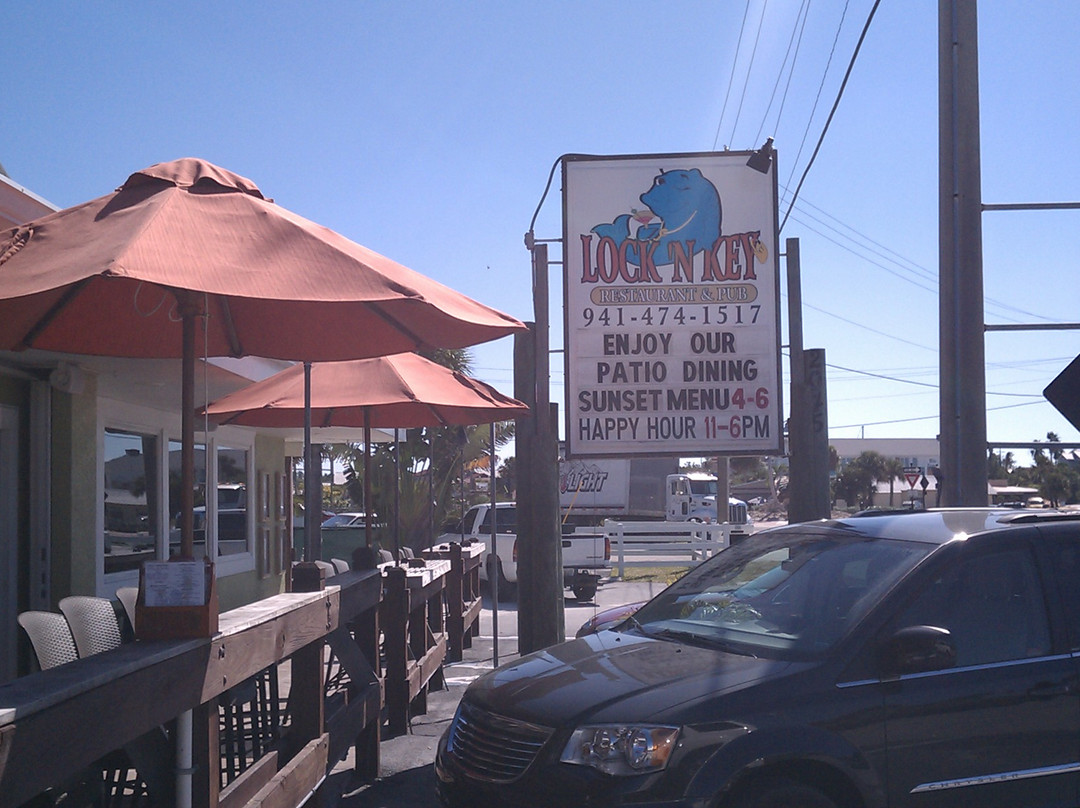 LOCK 'N KEY
RESTAURANT & PUB
941-474-1517
ENJOY OUR
PATIO DINING
SUNSET MENU 4-6
HAPPY HOUR 11-6PM
LIGHT
CHRYSLER